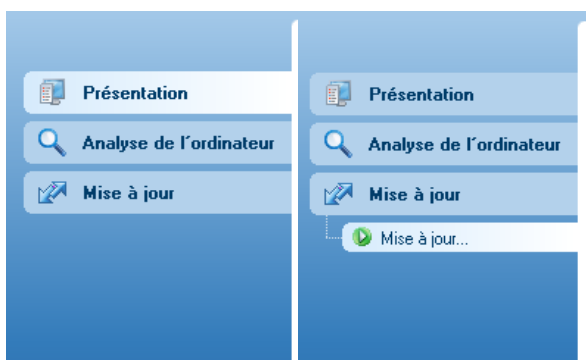 Présentation
Analyse de l´ordinateur
Mise à jour
Présentation
Analyse de l´ordinateur
Mise à jour
Mise à jour...